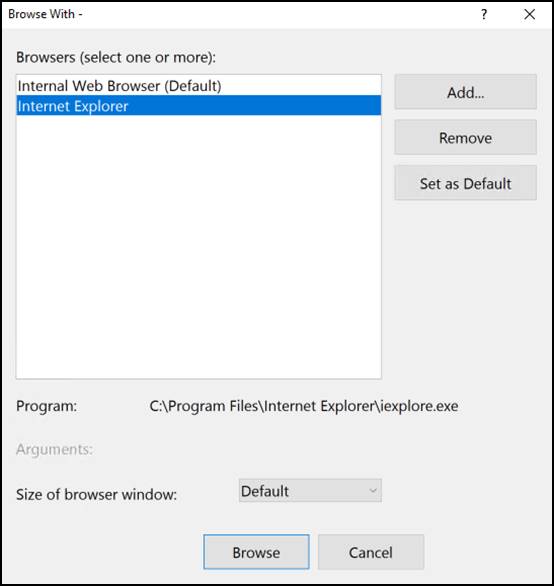 Browse With -
?
Browsers (select one or more):
Internal Web Browser (Default)
Internet Explorer
Add...
Remove
Set as Default
Program: C:\Program Files\Internet Explorer\iexplore.exe
Arguments:
Size of browser window: Default
Browse Cancel